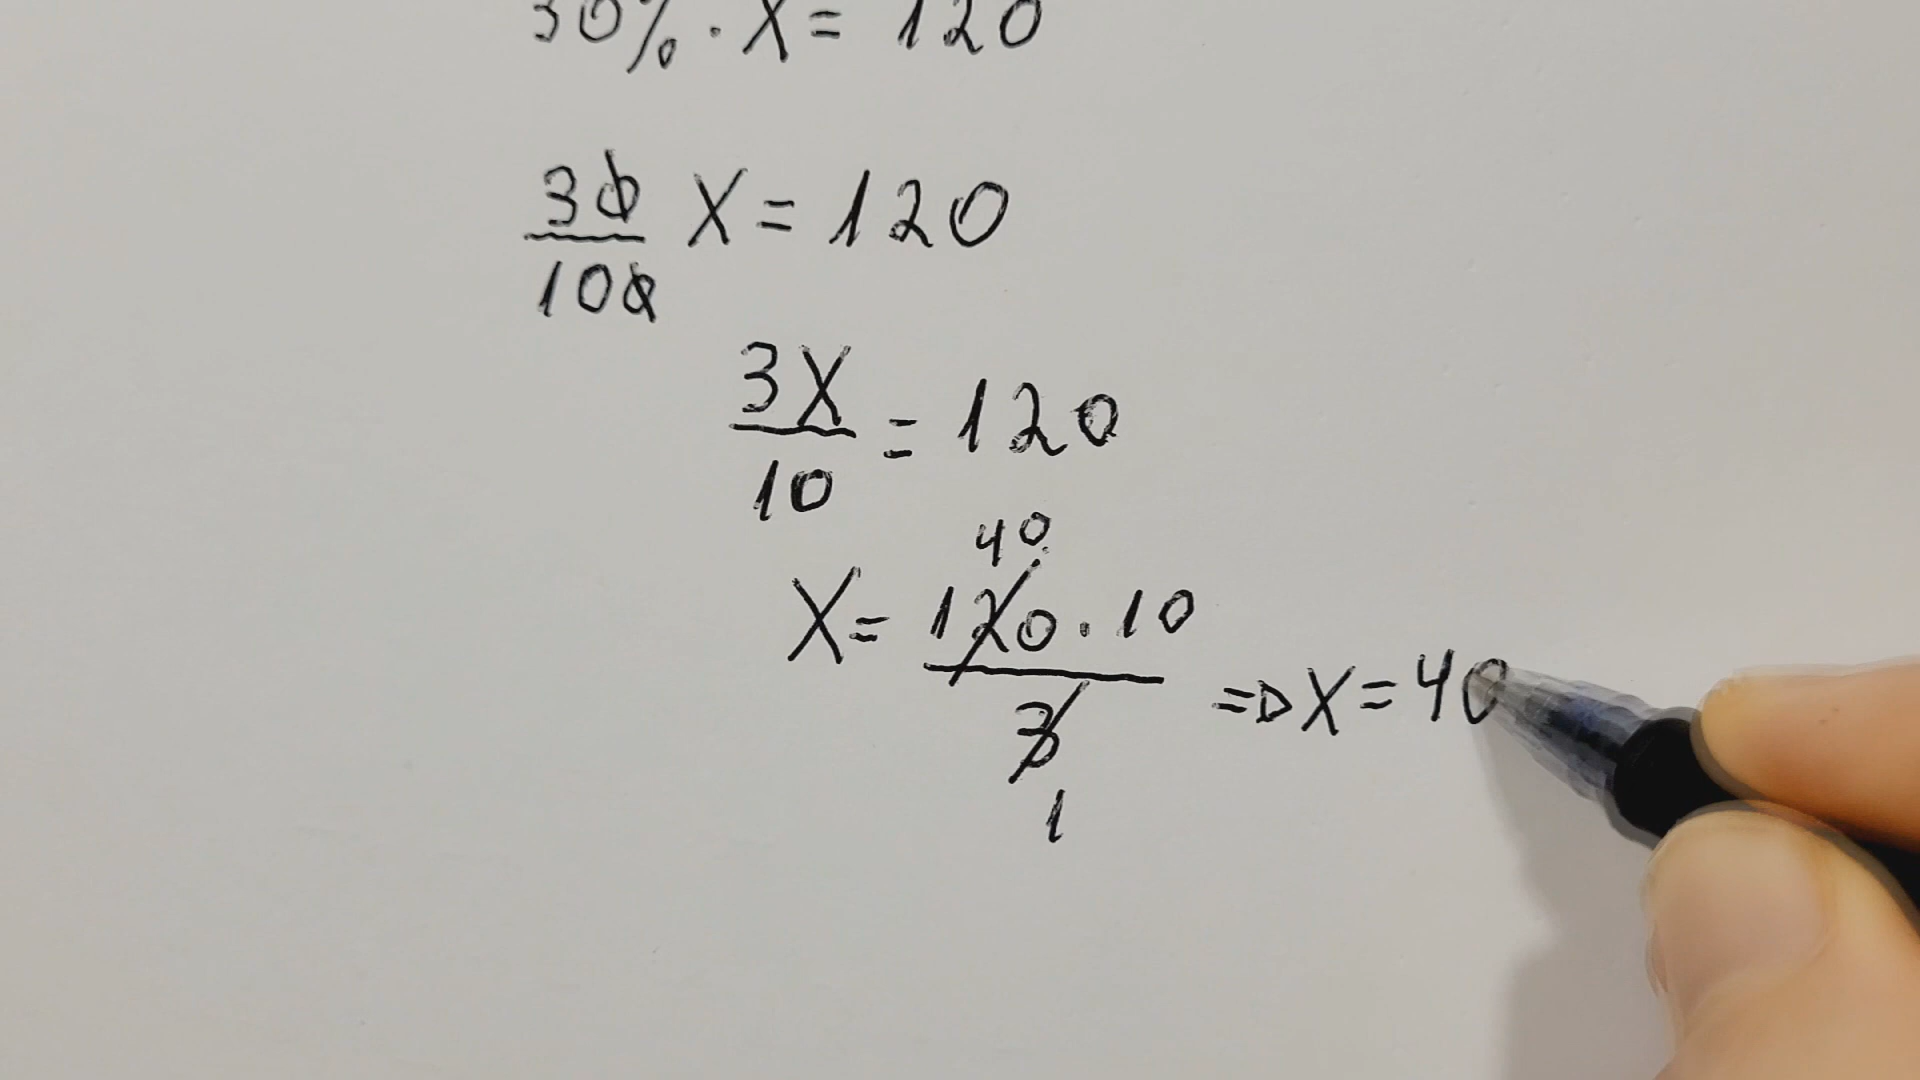 30% . X = 120
30/100 X = 120
3X/10 = 120
40
X = 120 . 10 / 3 => X = 40
1